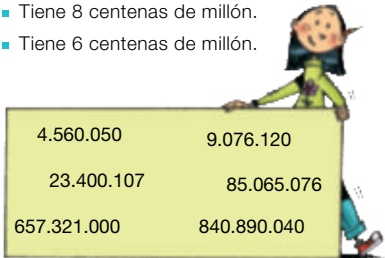 ▪ Tiene 8 centenas de millón.
▪ Tiene 6 centenas de millón.
4.560.050 9.076.120
23.400.107 85.065.076
657.321.000 840.890.040